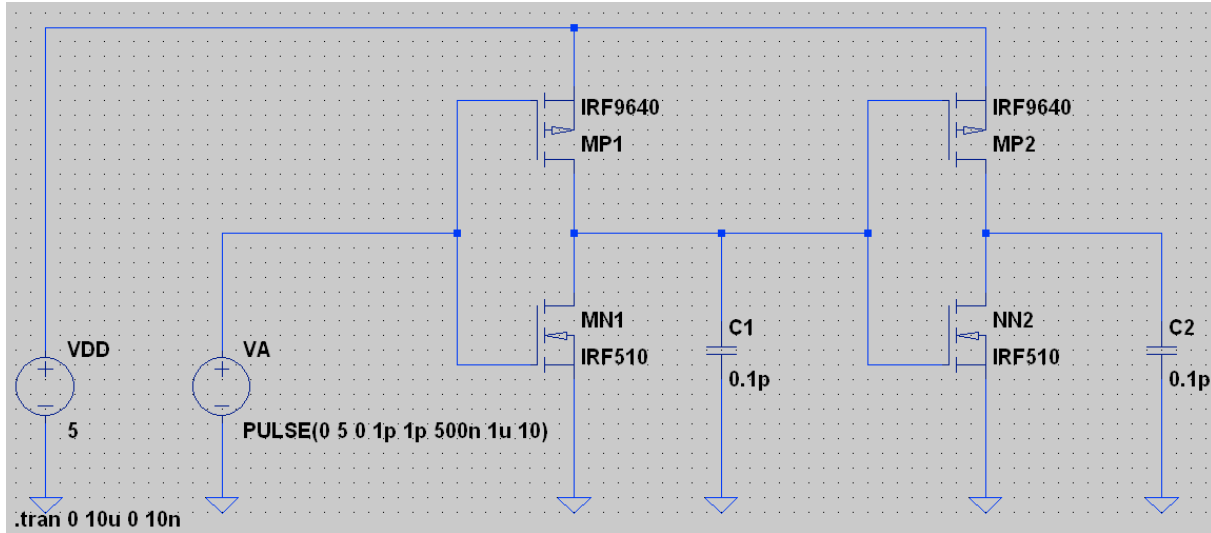 IRF9640
MP1
IRF9640
MP2
VDD
5
VA
PULSE(0 5 0 1p 1p 500n 1u 10)
MN1
IRF510
C1
0.1p
NN2
IRF510
C2
0.1p
.tran 0 10u 0 10n